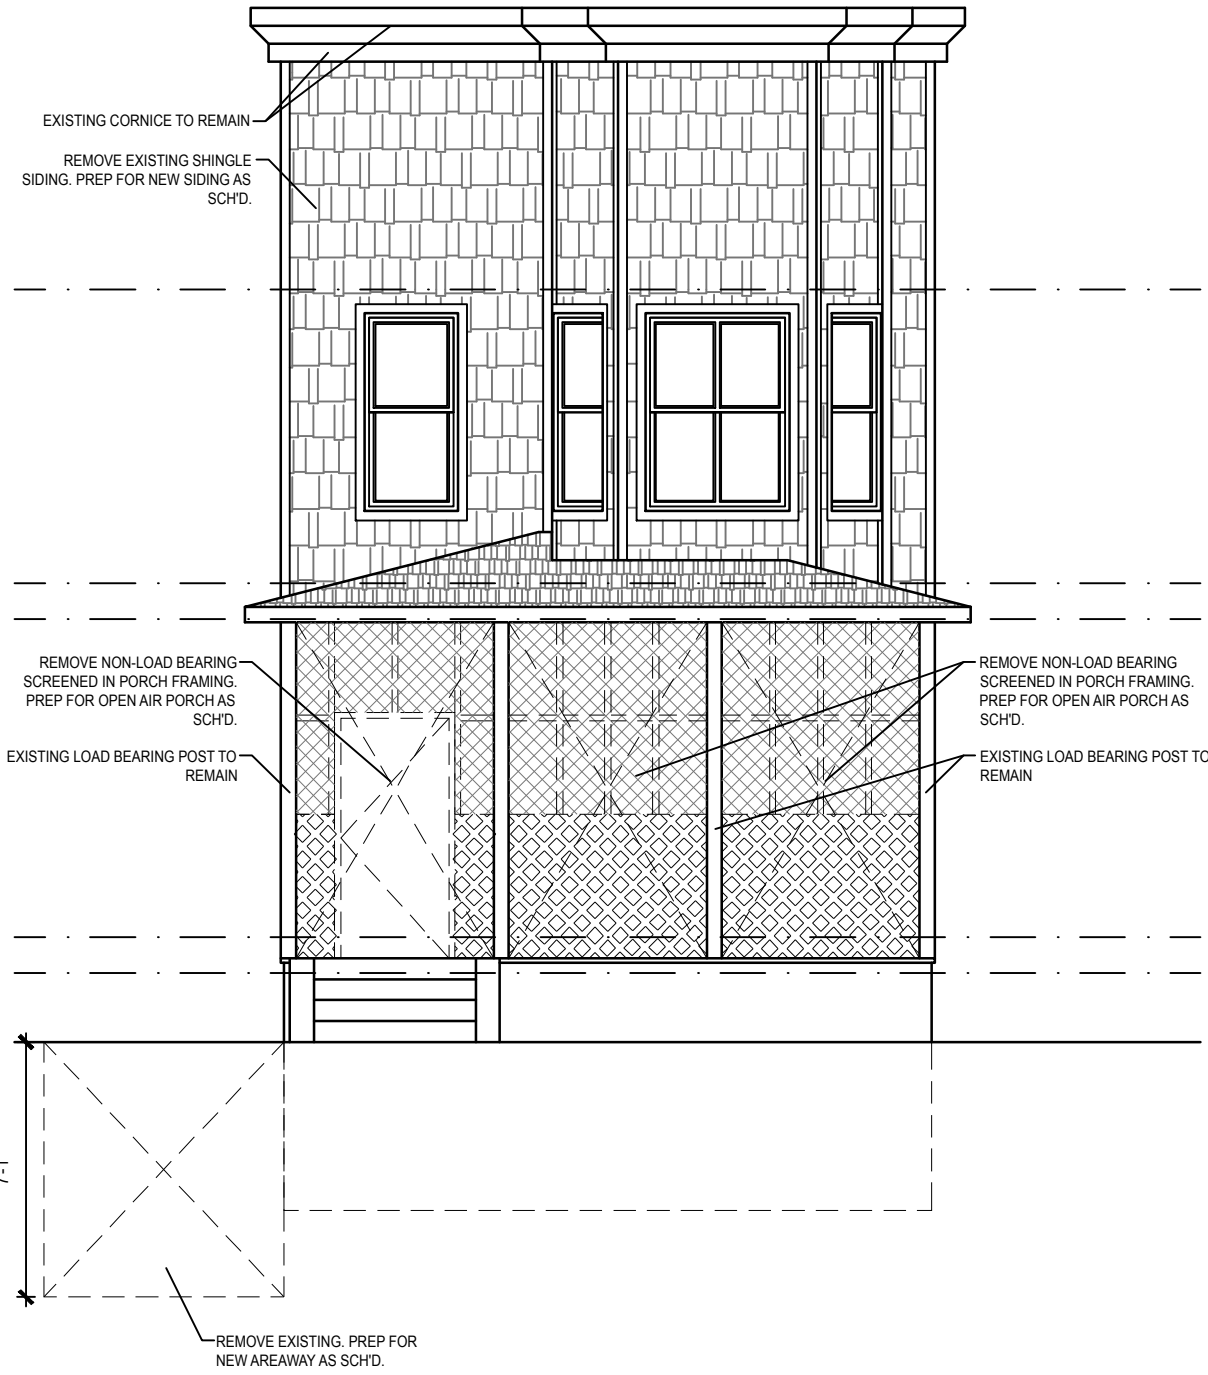 EXISTING CORNICE TO REMAIN
REMOVE EXISTING SHINGLE
SIDING. PREP FOR NEW SIDING AS
SCH'D.
REMOVE NON-LOAD BEARING
SCREENED IN PORCH FRAMING.
PREP FOR OPEN AIR PORCH AS
SCH'D.
EXISTING LOAD BEARING POST TO
REMAIN
REMOVE NON-LOAD BEARING
SCREENED IN PORCH FRAMING.
PREP FOR OPEN AIR PORCH AS
SCH'D.
EXISTING LOAD BEARING POST TO
REMAIN
REMOVE EXISTING. PREP FOR
NEW AREAWAY AS SCH'D.